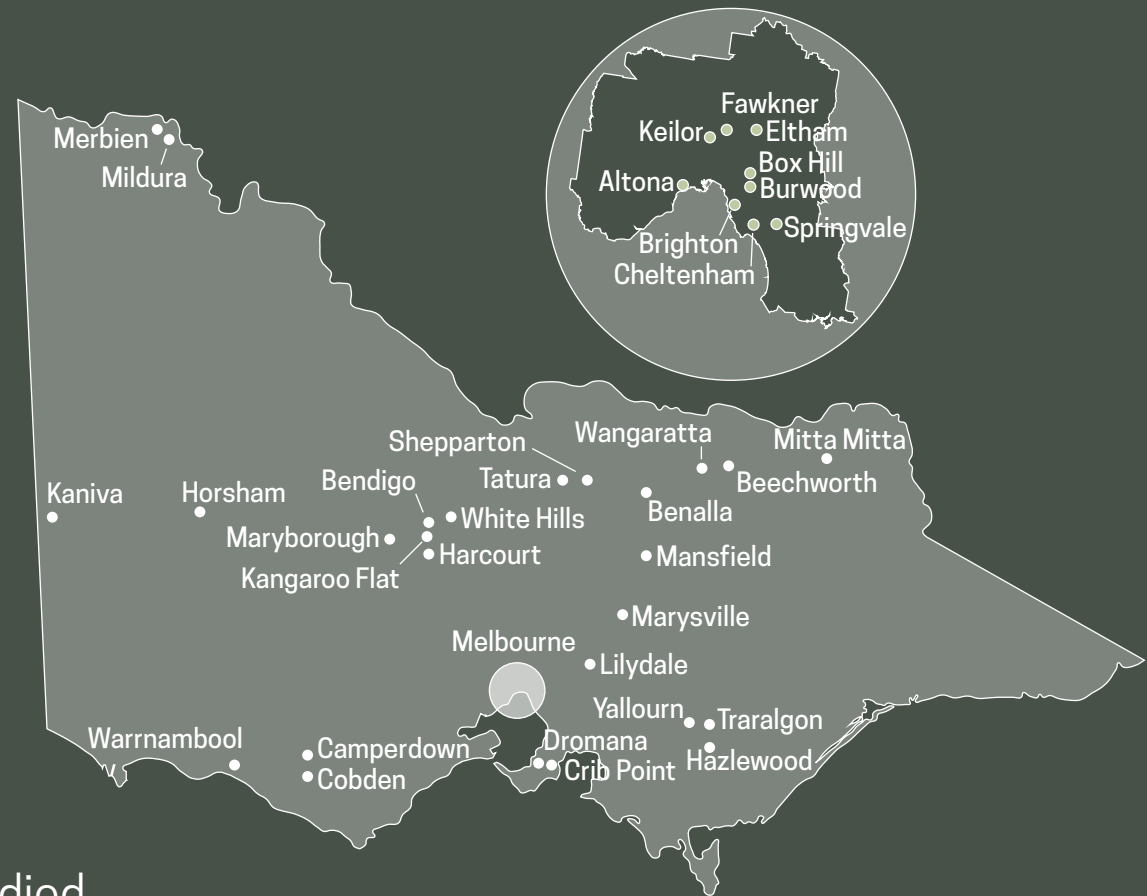 Fawkner
Keilor
Eltham
Box Hill
Altona
Burwood
Springvale
Brighton
Cheltenham
Merbien
Mildura
Shepparton
Wangaratta
Mitta Mitta
Bendigo
Tatura
Beechworth
Kaniva
Horsham
White Hills
Benalla
Maryborough
Harcourt
Mansfield
Kangaroo Flat
Marysville
Melbourne
Lilydale
Yallourn
Traralgon
Warrnambool
Camperdown
Dromana
Hazlewood
Cobden
Crib Point